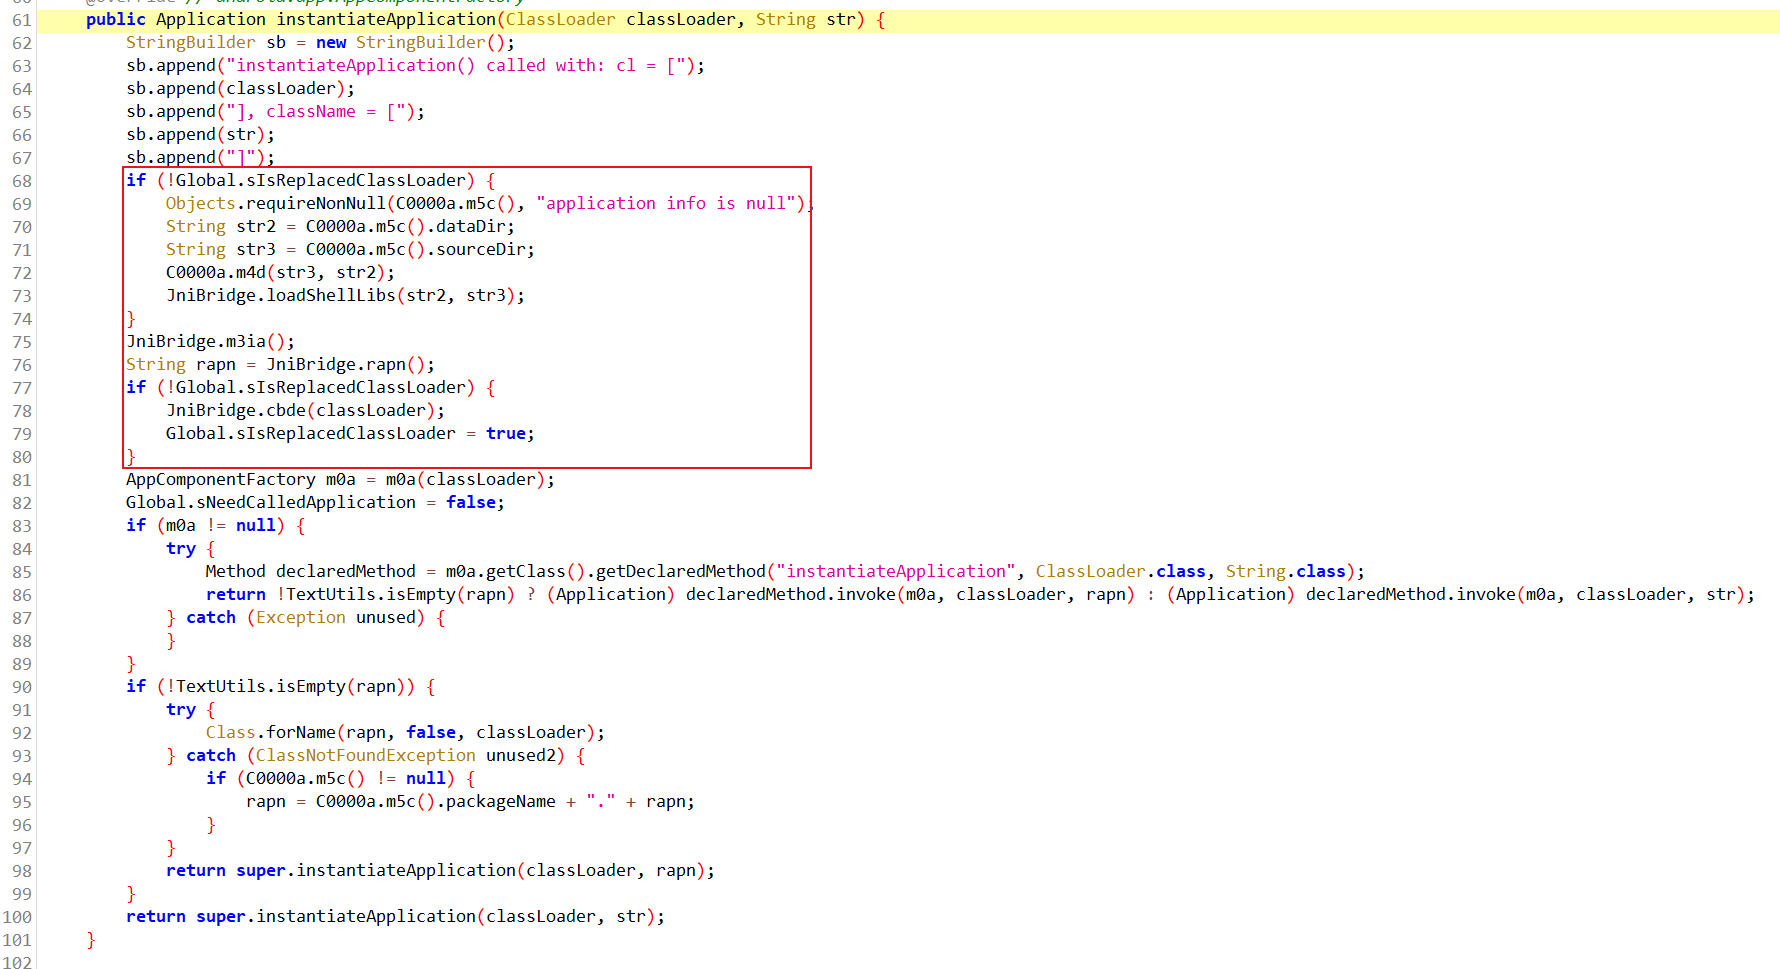 61 public Application instantiateApplication(ClassLoader classLoader, String str) {
62 StringBuilder sb = new StringBuilder();
63 sb.append("instantiateApplication() called with: cl = [");
64 sb.append(classLoader);
65 sb.append("], className = [");
66 sb.append(str);
67 sb.append("]");
68 if (!Global.sIsReplacedClassLoader) {
69 Objects.requireNonNull(C0000a.m5c(), "application info is null");
70 String str2 = C0000a.m5c().dataDir;
71 String str3 = C0000a.m5c().sourceDir;
72 C0000a.m4d(str3, str2);
73 JniBridge.loadShellLibs(str2, str3);
74 }
75 JniBridge.m3ia();
76 String rapn = JniBridge.rapn();
77 if (!Global.sIsReplacedClassLoader) {
78 JniBridge.cbde(classLoader);
79 Global.sIsReplacedClassLoader = true;
80 }
81 AppComponentFactory m0a = m0a(classLoader);
82 Global.sNeedCalledApplication = false;
83 if (m0a != null) {
84 try {
85 Method declaredMethod = m0a.getClass().getDeclaredMethod("instantiateApplication", ClassLoader.class, String.class);
86 return !TextUtils.isEmpty(rapn) ? (Application) declaredMethod.invoke(m0a, classLoader, rapn) : (Application) declaredMethod.invoke(m0a, classLoader, str);
87 } catch (Exception unused) {
88 }
89 }
90 if (!TextUtils.isEmpty(rapn)) {
91 try {
92 Class.forName(rapn, false, classLoader);
93 } catch (ClassNotFoundException unused2) {
94 if (C0000a.m5c() != null) {
95 rapn = C0000a.m5c().packageName + "." + rapn;
96 }
97 }
98 return super.instantiateApplication(classLoader, rapn);
99 }
100 return super.instantiateApplication(classLoader, str);
101 }
102